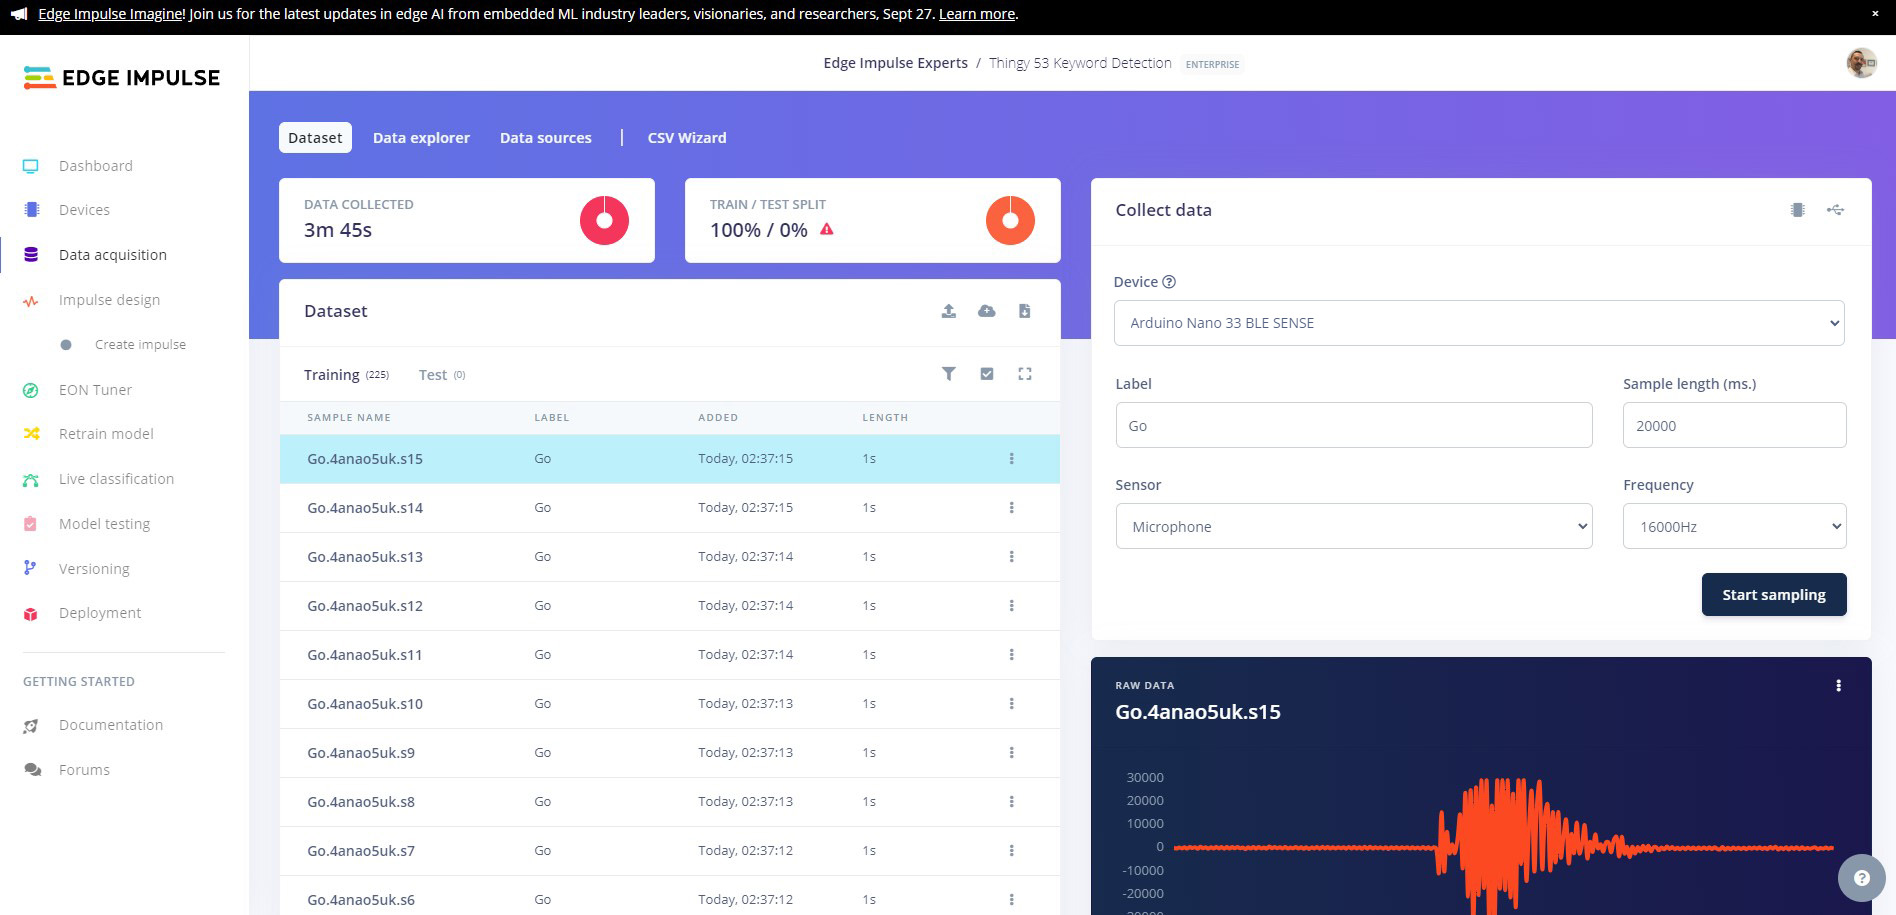 Edge Impulse Imagine! Join us for the latest updates in edge AI from embedded ML industry leaders, visionaries, and researchers, Sept 27. Learn more.
×
EDGE IMPULSE
Edge Impulse Experts / Thingy 53 Keyword Detection ENTERPRISE
Dashboard
Devices
Data acquisition
Impulse design
Create impulse
EON Tuner
Retrain model
Live classification
Model testing
Versioning
Deployment
GETTING STARTED
Documentation
Forums
Dataset Data explorer Data sources | CSV Wizard
DATA COLLECTED
3m 45s
TRAIN / TEST SPLIT
100% / 0%
Dataset
Training (225) Test (0)
SAMPLE NAME LABEL ADDED LENGTH
Go.4anao5uk.s15 Go Today, 02:37:15 1s
Go.4anao5uk.s14 Go Today, 02:37:15 1s
Go.4anao5uk.s13 Go Today, 02:37:14 1s
Go.4anao5uk.s12 Go Today, 02:37:14 1s
Go.4anao5uk.s11 Go Today, 02:37:14 1s
Go.4anao5uk.s10 Go Today, 02:37:13 1s
Go.4anao5uk.s9 Go Today, 02:37:13 1s
Go.4anao5uk.s8 Go Today, 02:37:13 1s
Go.4anao5uk.s7 Go Today, 02:37:12 1s
Go.4anao5uk.s6 Go Today, 02:37:12 1s
Collect data
Device ?
Arduino Nano 33 BLE SENSE
Label Sample length (ms.)
Go 20000
Sensor Frequency
Microphone 16000Hz
Start sampling
RAW DATA
Go.4anao5uk.s15
30000
20000
10000
0
-10000
-20000
?